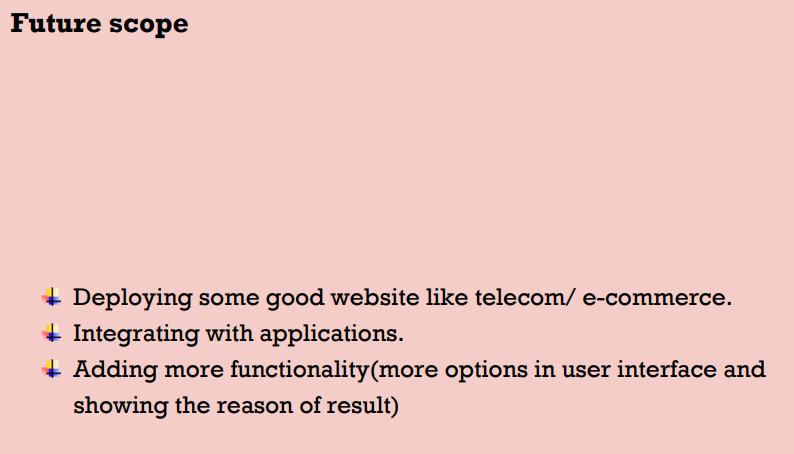 Future scope
Deploying some good website like telecom/ e-commerce.
Integrating with applications.
Adding more functionality(more options in user interface and
showing the reason of result)